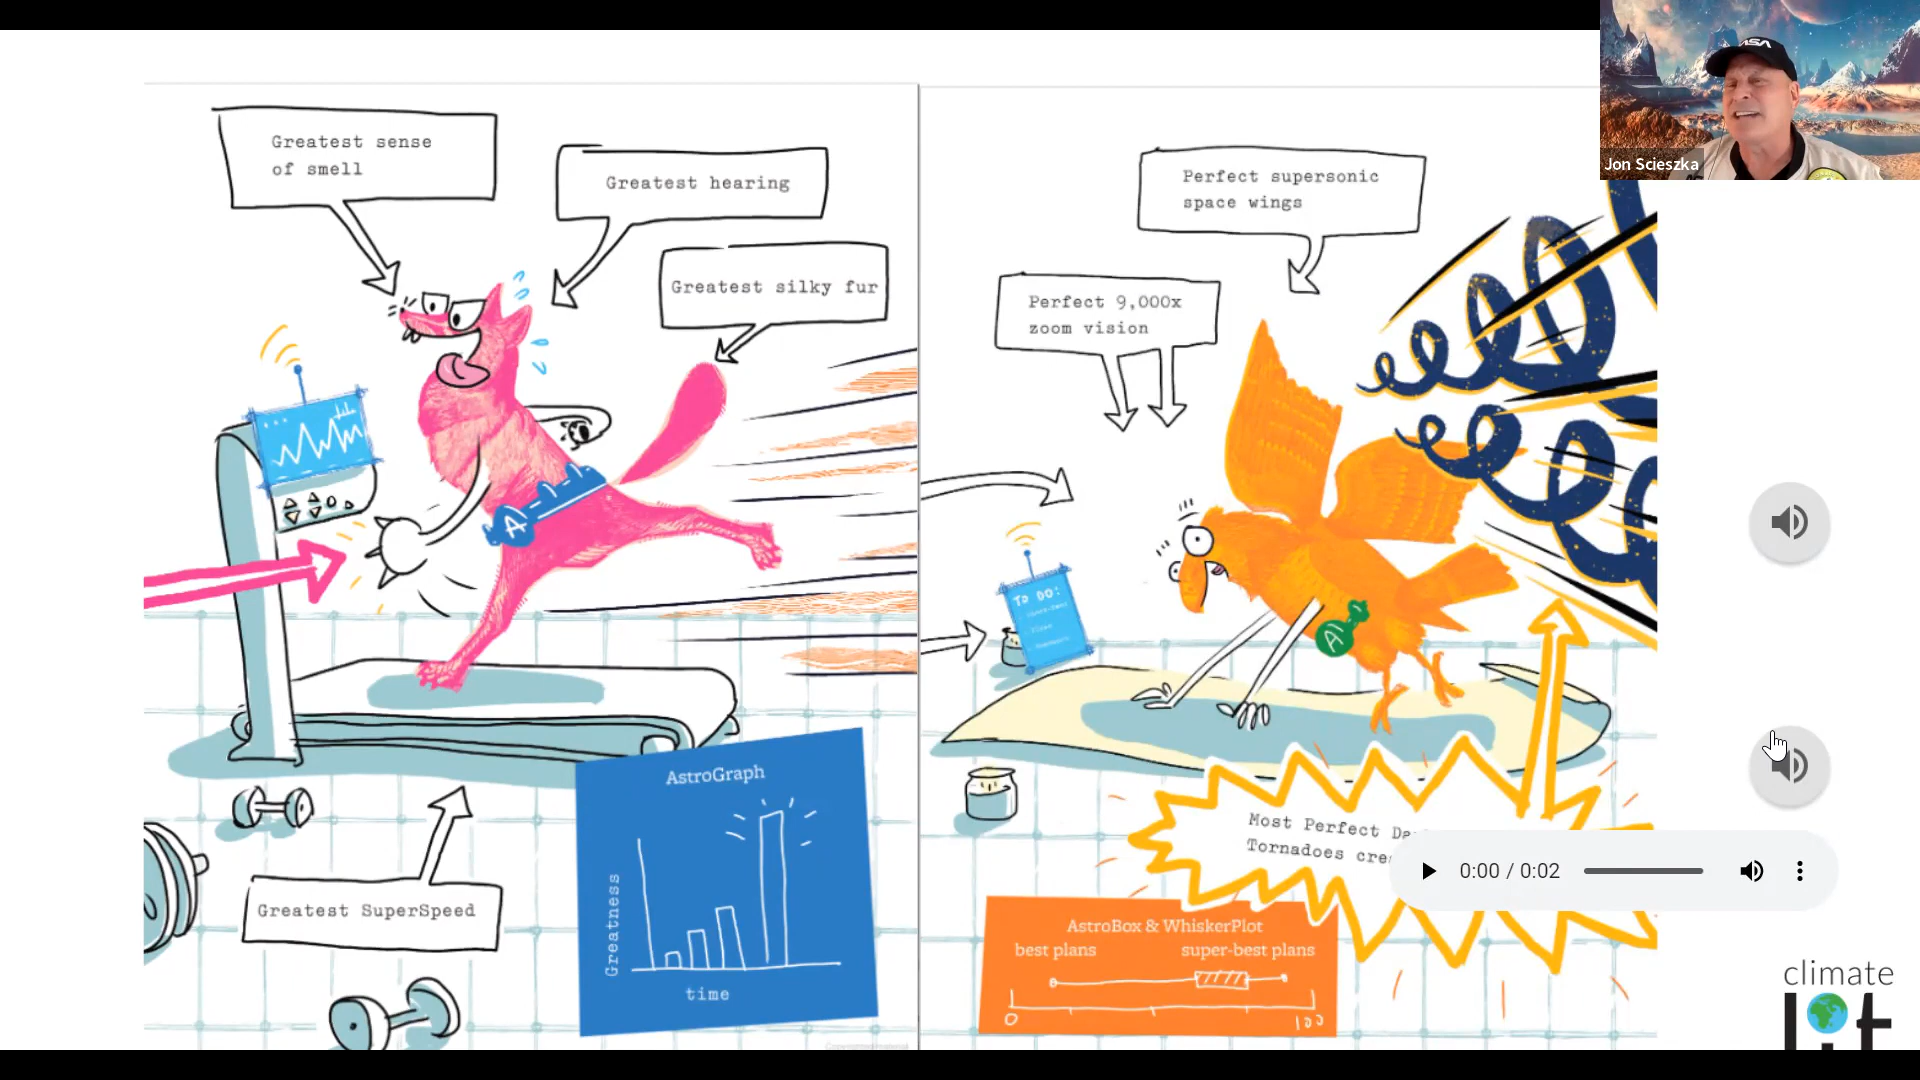 Greatest sense
of smell
Greatest hearing
Greatest silky fur
A
Greatest SuperSpeed
AstroGraph
Greatness
time
Perfect supersonic
space wings
Perfect 9,000x
zoom vision
TO DO:
A
Most Perfect
Tornadoes
AstroBox & WhiskerPlot
best plans super-best plans
0 100
Jon Scieszka
0:00 / 0:02
climate
lit